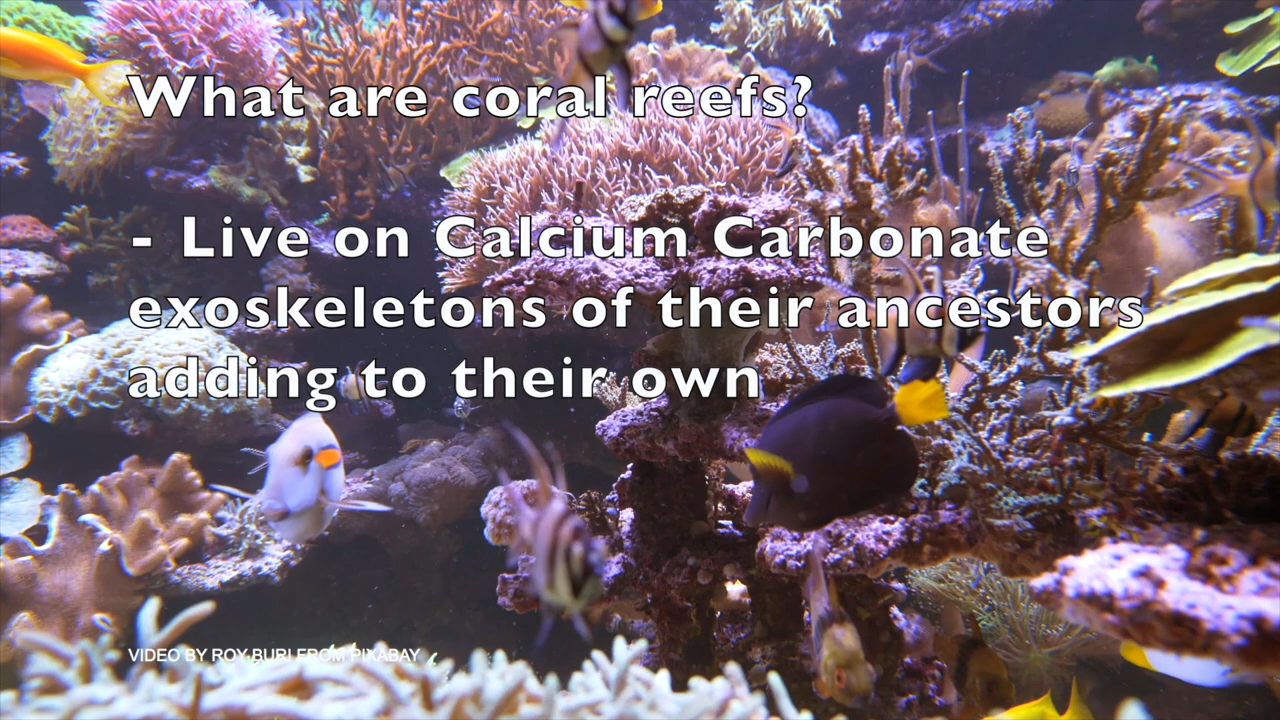 What are coral reefs?
- Live on Calcium Carbonate
exoskeletons of their ancestors
adding to their own
VIDEO BY ROY BURI FROM PIXABAY